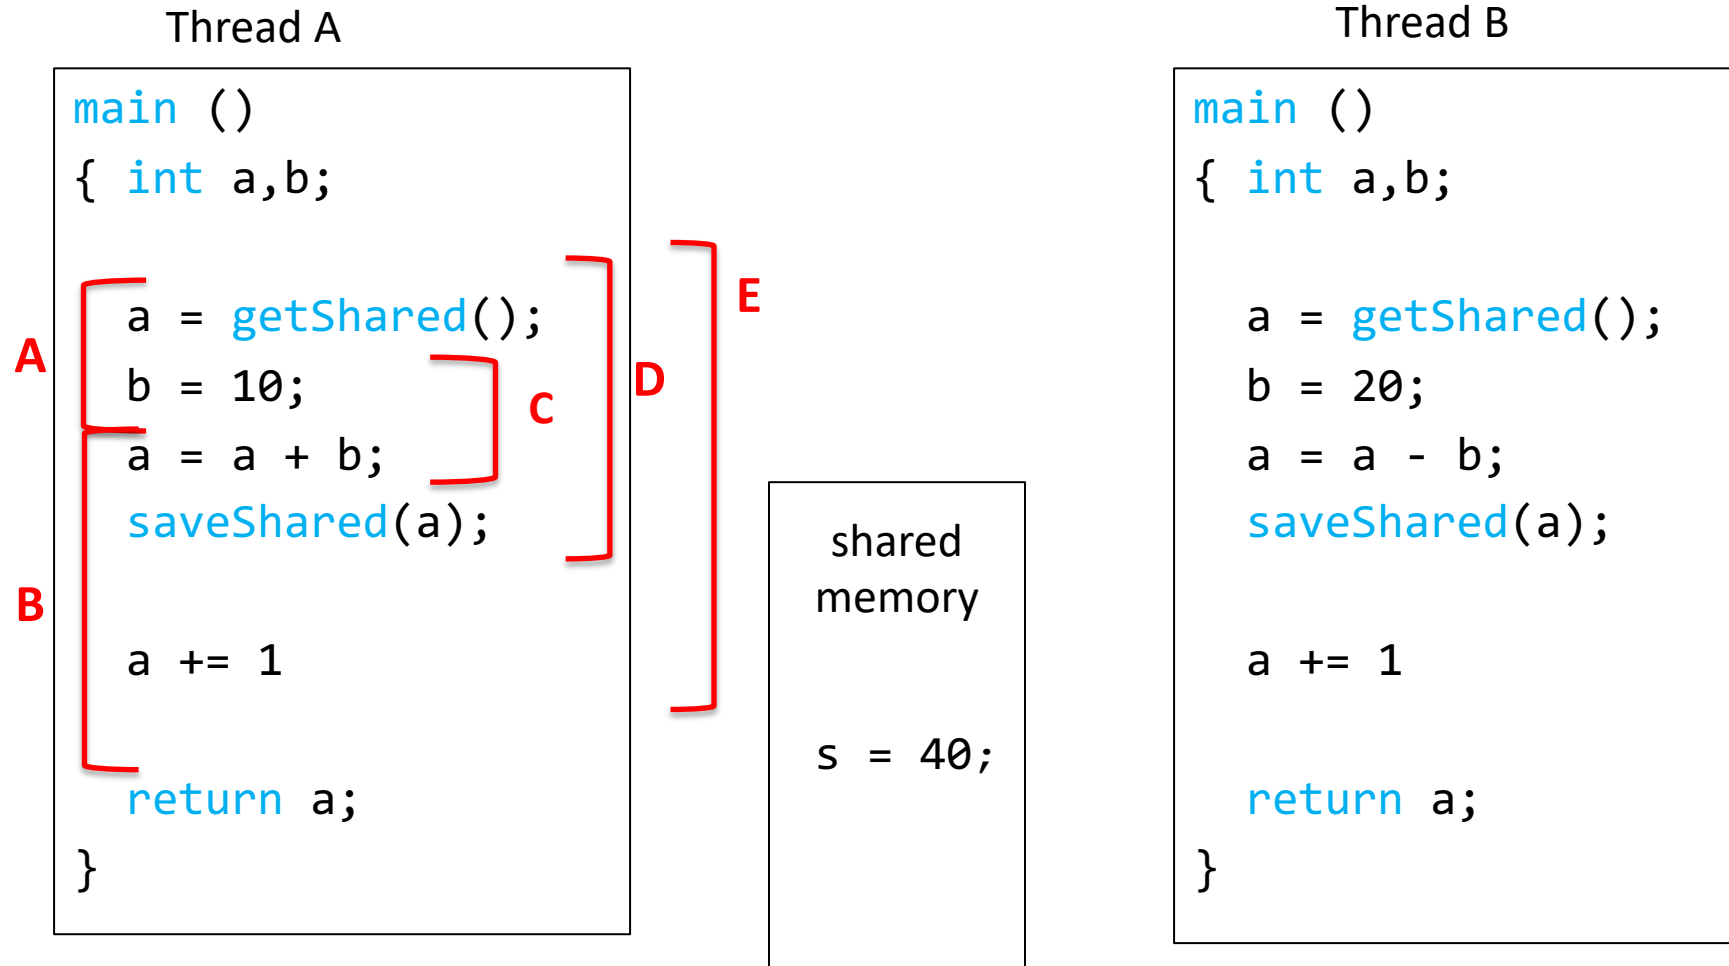 Thread A
main ()
{ int a,b;
a = getShared();
b = 10;
a = a + b;
saveShared(a);
a += 1
return a;
}
A
B
C
D
E
shared
memory
s = 40;
Thread B
main ()
{ int a,b;
a = getShared();
b = 20;
a = a - b;
saveShared(a);
a += 1
return a;
}